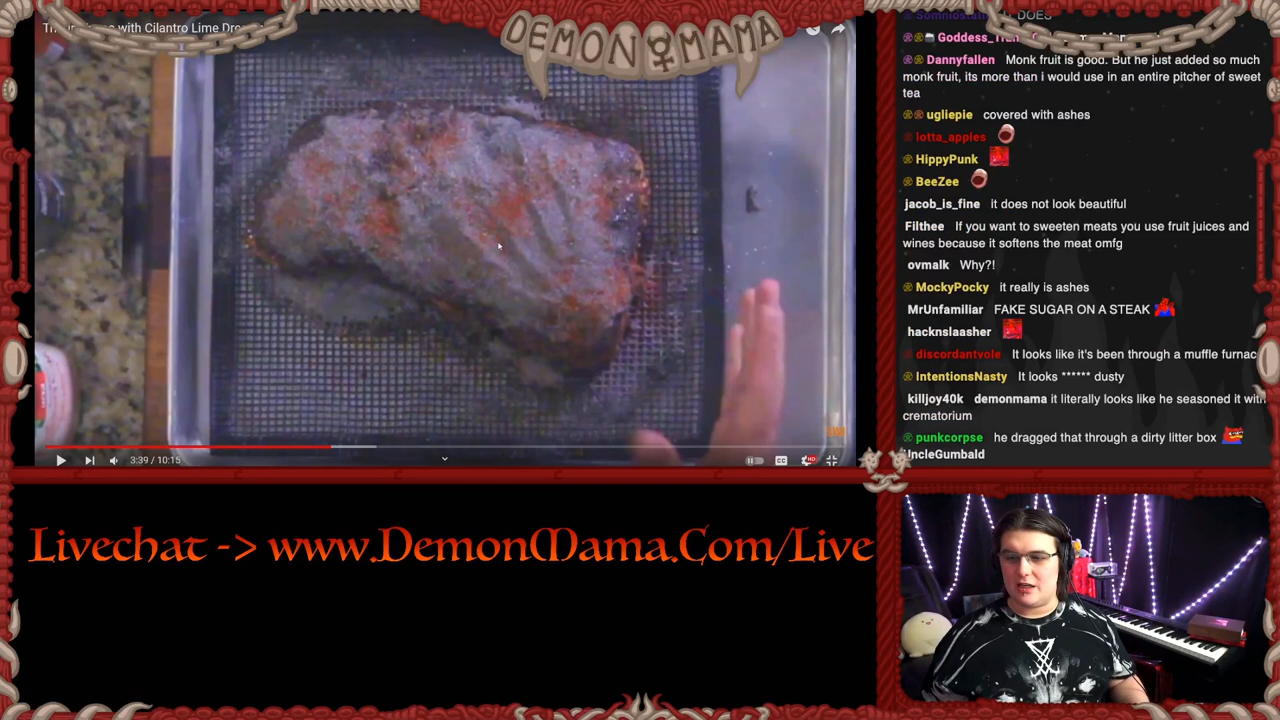 with Cilantro Lime
DEMON MAMA
DOES
Dannyfallen Monk fruit is good. But he just added so much
monk fruit, its more than i would use in an entire pitcher of sweet
tea
ugliepie covered with ashes
lotta_apples
HippyPunk
BeeZee
jacob_is_fine it does not look beautiful
Filthee If you want to sweeten meats you use fruit juices and
wines because it softens the meat omfg
ovmalk Why?!
MockyPocky it really is ashes
MrUnfamiliar FAKE SUGAR ON A STEAK
hacknslaasher
discordantvole It looks like it's been through a muffle furnac
IntentionsNasty It looks ****** dusty
killjoy40k demonmama it literally looks like he seasoned it with
crematorium
punkcorpse he dragged that through a dirty litter box
UncleGumbald
3:39 / 10:15
CC
HD
Livechat -> www.DemonMama.Com/Live